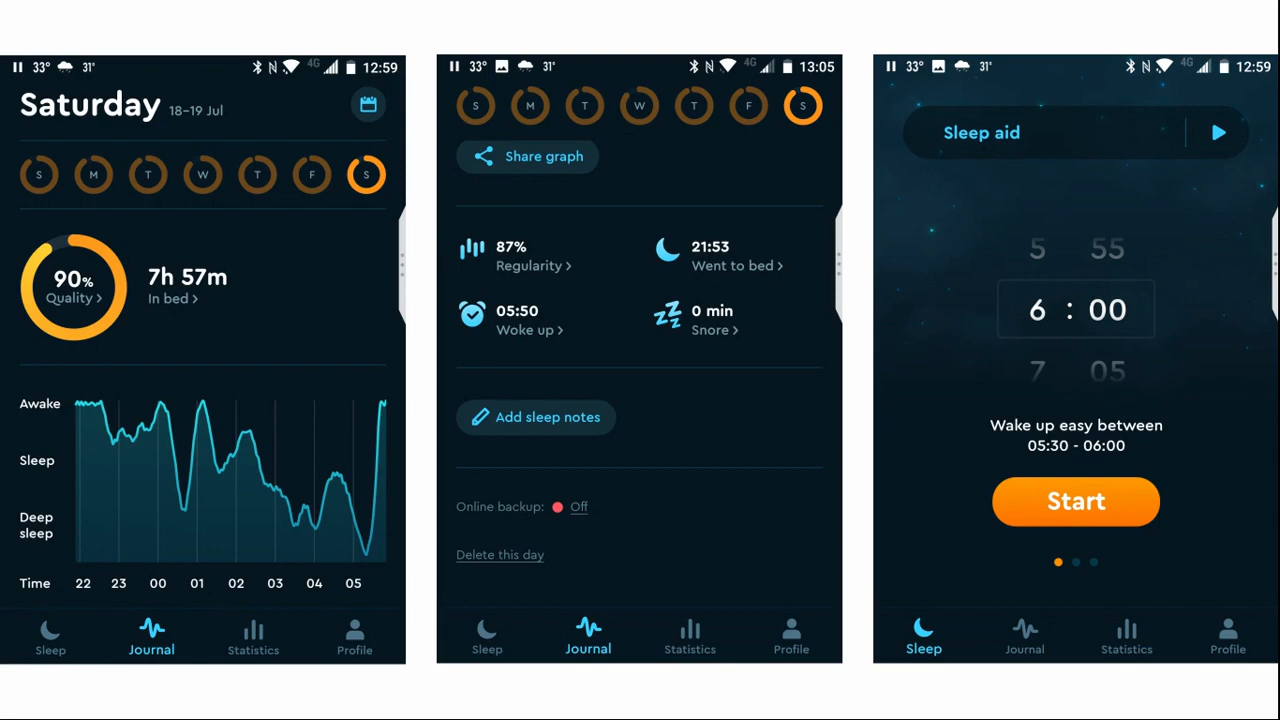 33° 31° 4G 12:59
Saturday 18-19 Jul
S M T W T F S
90%
Quality >
7h 57m
In bed >
Awake
Sleep
Deep
sleep
Time 22 23 00 01 02 03 04 05
Sleep Journal Statistics Profile
33° 31° 4G 13:05
S M T W T F S
Share graph
87%
Regularity >
21:53
Went to bed >
05:50
Woke up >
0 min
Snore >
Add sleep notes
Online backup: Off
Delete this day
Sleep Journal Statistics Profile
33° 31° 4G 12:59
Sleep aid
5 55
6 : 00
7 05
Wake up easy between
05:30 - 06:00
Start
Sleep Journal Statistics Profile